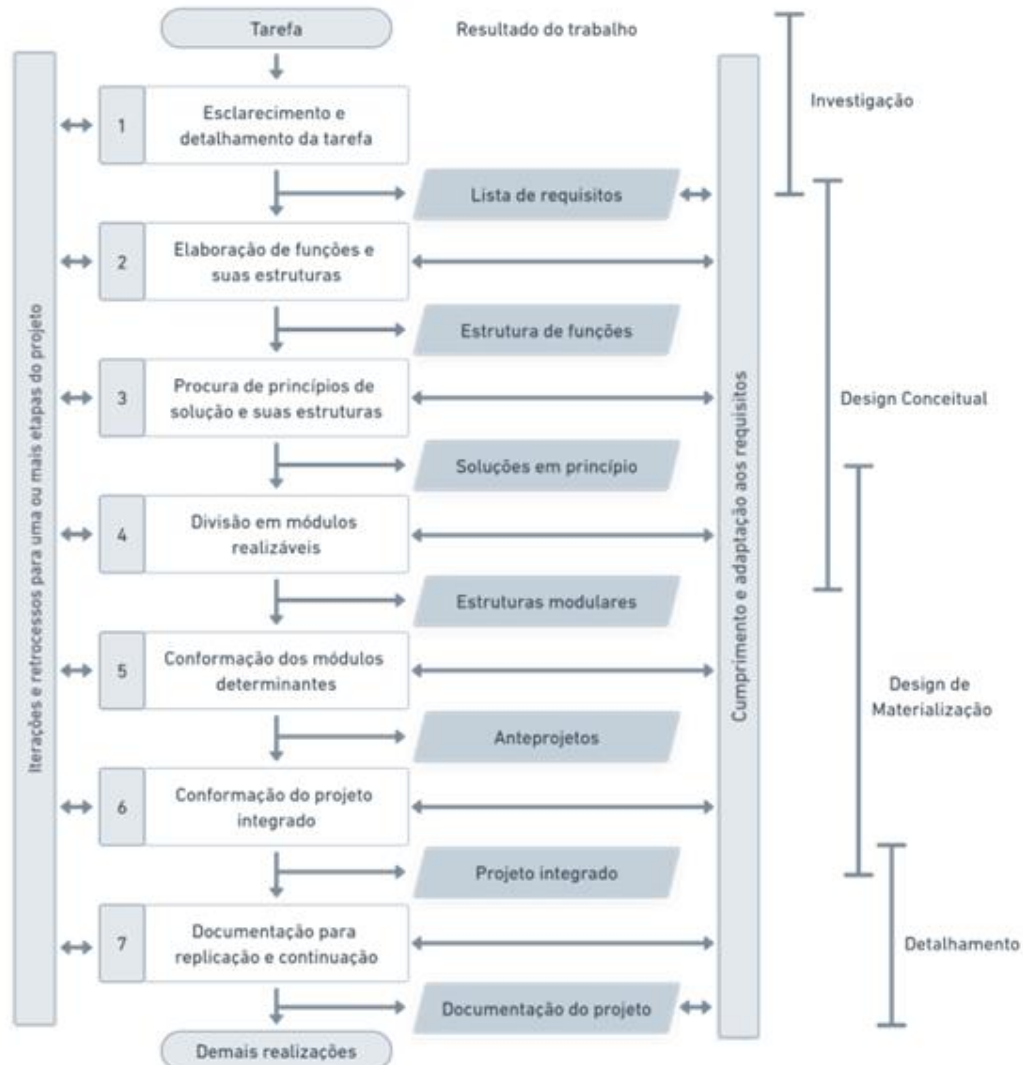 Tarefa
Resultado do trabalho
Investigação
1
Esclarecimento e
detalhamento da tarefa
Lista de requisitos
2
Elaboração de funções e
suas estruturas
Estrutura de funções
3
Procura de princípios de
solução e suas estruturas
Design Conceitual
Soluções em princípio
4
Divisão em módulos
realizáveis
Estruturas modulares
5
Conformação dos módulos
determinantes
Design de
Materialização
Anteprojetos
6
Conformação do projeto
integrado
Projeto integrado
7
Documentação para
replicação e continuação
Detalhamento
Documentação do projeto
Demais realizações
Iterações e retrocessos para uma ou mais etapas do projeto
Cumprimento e adaptação aos requisitos